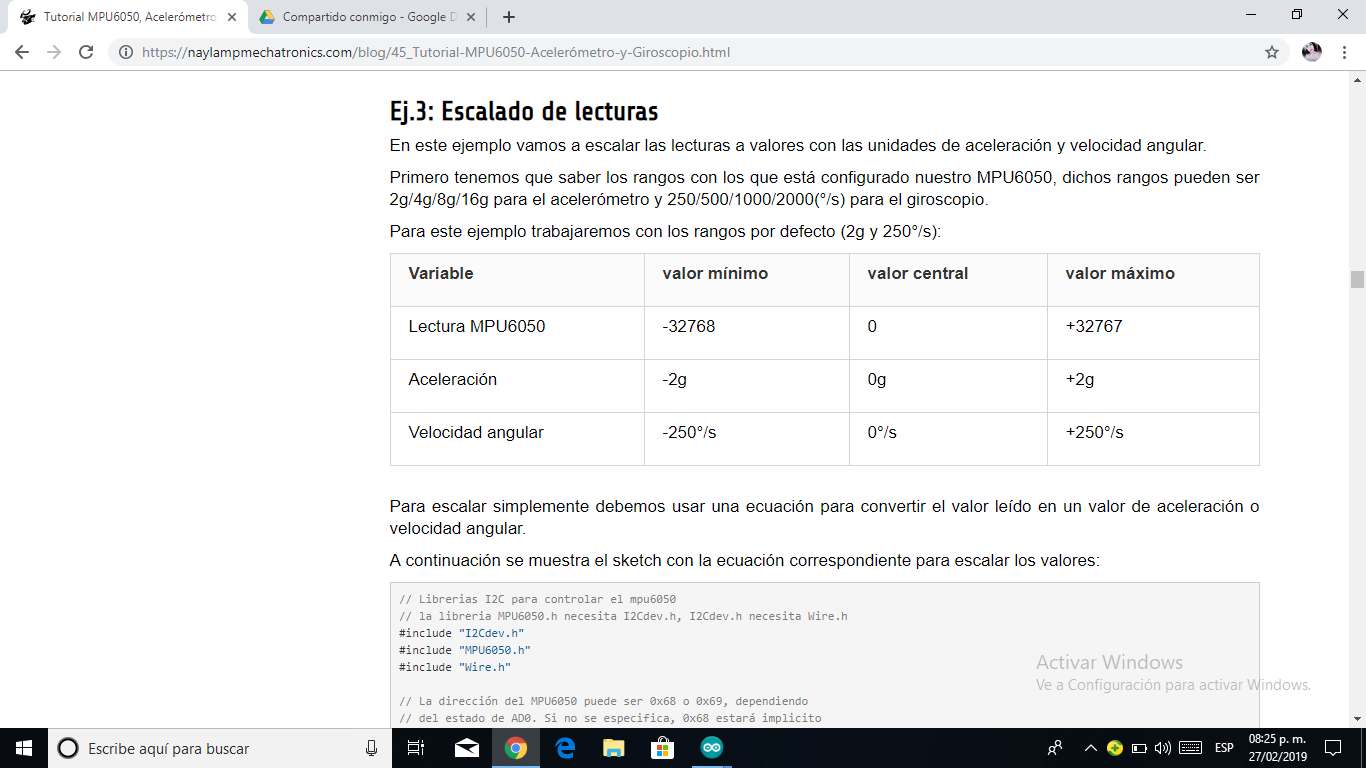 Tutorial MPU6050, Acelerómetro
Compartido conmigo - Google D
https://naylampmechatronics.com/blog/45_Tutorial-MPU6050-Acelerómetro-y-Giroscopio.html
Ej.3: Escalado de lecturas
En este ejemplo vamos a escalar las lecturas a valores con las unidades de aceleración y velocidad angular.
Primero tenemos que saber los rangos con los que está configurado nuestro MPU6050, dichos rangos pueden ser
2g/4g/8g/16g para el acelerómetro y 250/500/1000/2000(°/s) para el giroscopio.
Para este ejemplo trabajaremos con los rangos por defecto (2g y 250°/s):
Variable valor mínimo valor central valor máximo
Lectura MPU6050 -32768 0 +32767
Aceleración -2g 0g +2g
Velocidad angular -250°/s 0°/s +250°/s
Para escalar simplemente debemos usar una ecuación para convertir el valor leído en un valor de aceleración o
velocidad angular.
A continuación se muestra el sketch con la ecuación correspondiente para escalar los valores:
// Librerias I2C para controlar el mpu6050
// la libreria MPU6050.h necesita I2Cdev.h, I2Cdev.h necesita Wire.h
#include "I2Cdev.h"
#include "MPU6050.h"
#include "Wire.h"
// La dirección del MPU6050 puede ser 0x68 o 0x69, dependiendo
// del estado de AD0. Si no se especifica, 0x68 estará implicito
Activar Windows
Ve a Configuración para activar Windows.
Escribe aquí para buscar
ESP
08:25 p. m.
27/02/2019